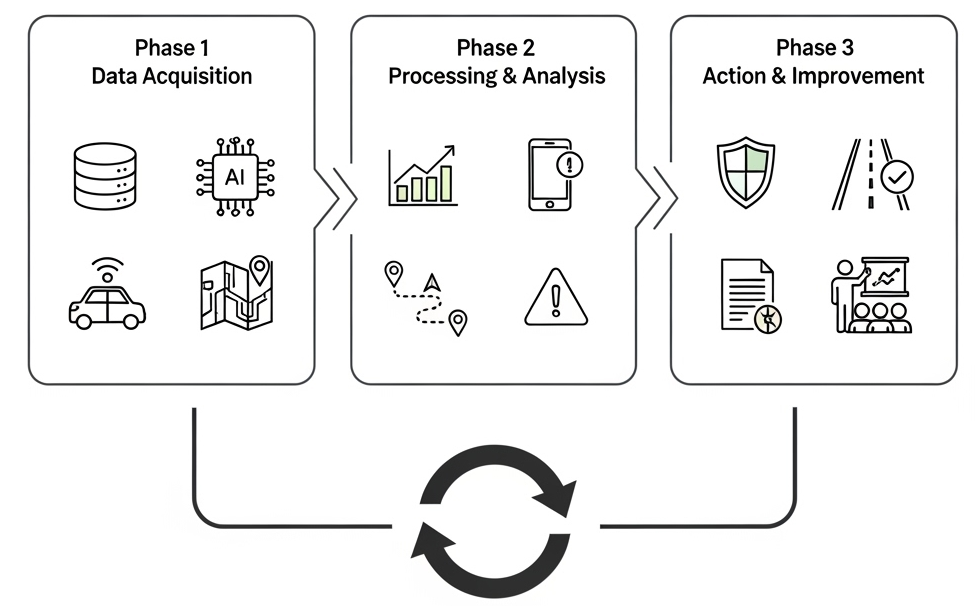 Phase 1
Data Acquisition
AI
Phase 2
Processing & Analysis
Phase 3
Action & Improvement